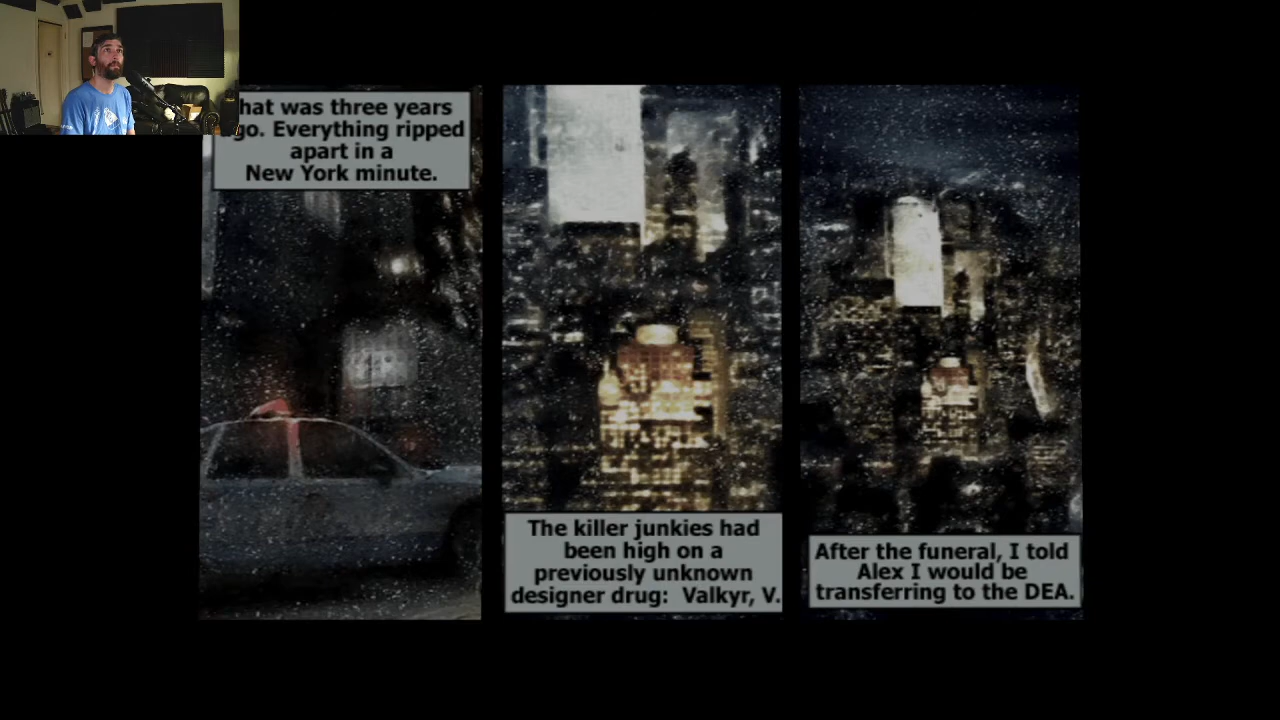 hat was three years
go. Everything ripped
apart in a
New York minute.
The killer junkies had
been high on a
previously unknown
designer drug: Valkyr, V.
After the funeral, I told
Alex I would be
transferring to the DEA.